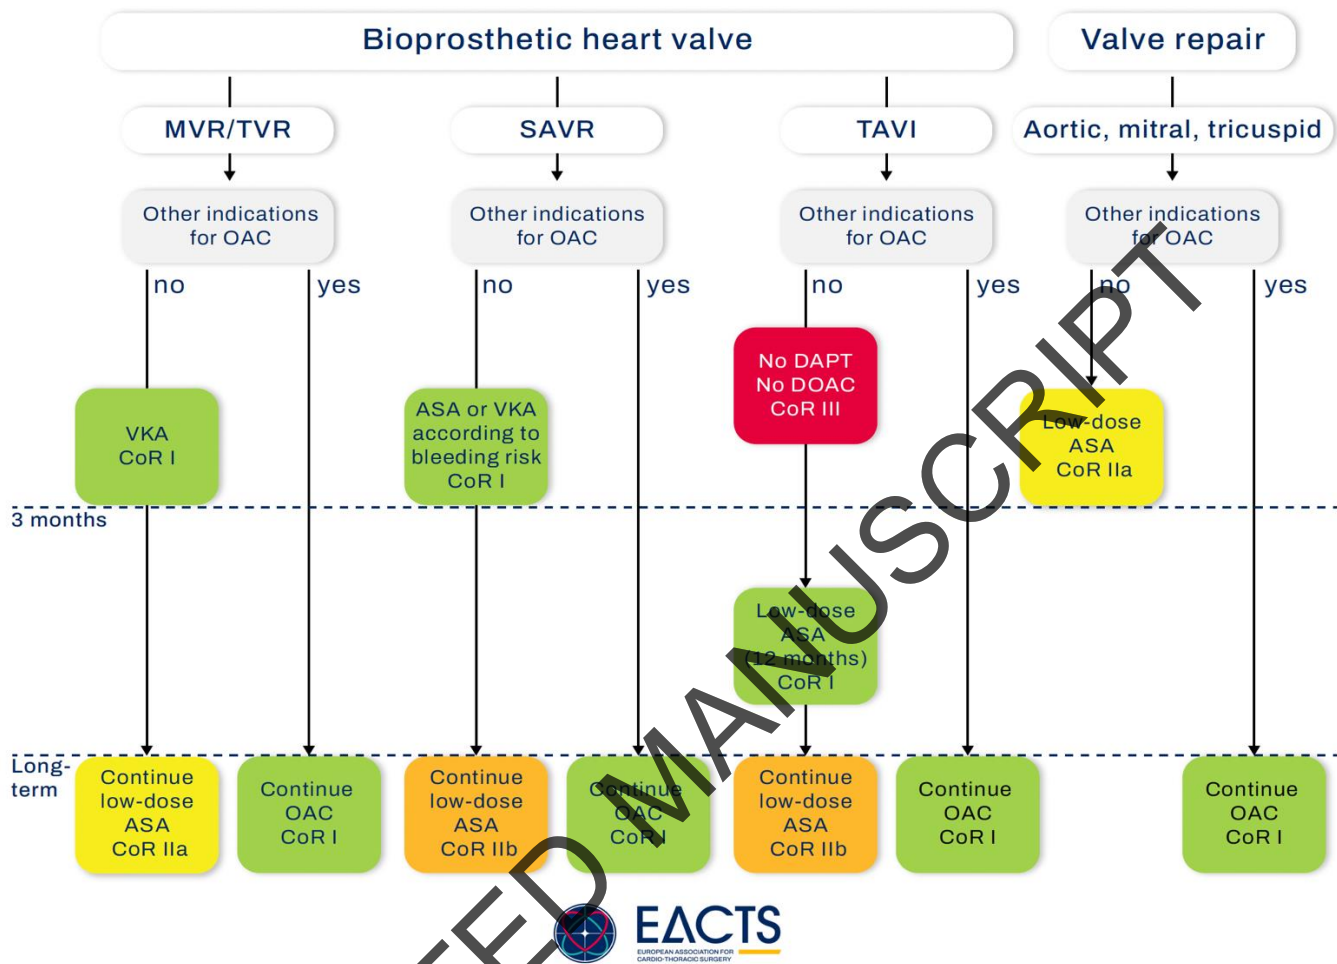 Bioprosthetic heart valve
Valve repair
MVR/TVR
SAVR
TAVI
Aortic, mitral, tricuspid
Other indications
for OAC
Other indications
for OAC
Other indications
for OAC
Other indications
for OAC
no
yes
no
yes
no
yes
no
yes
No DAPT
No DOAC
CoR III
VKA
CoR I
ASA or VKA
according to
bleeding risk
CoR I
Low-dose
ASA
CoR IIa
3 months
Low-dose
ASA
(12 months)
CoR I
Long-
term
Continue
low-dose
ASA
CoR IIa
Continue
OAC
CoR I
Continue
low-dose
ASA
CoR IIb
Continue
OAC
CoR I
Continue
low-dose
ASA
CoR IIb
Continue
OAC
CoR I
Continue
OAC
CoR I
TED MANUSCRIPT
EACTS
EUROPEAN ASSOCIATION FOR
CARDIO-THORACIC SURGERY